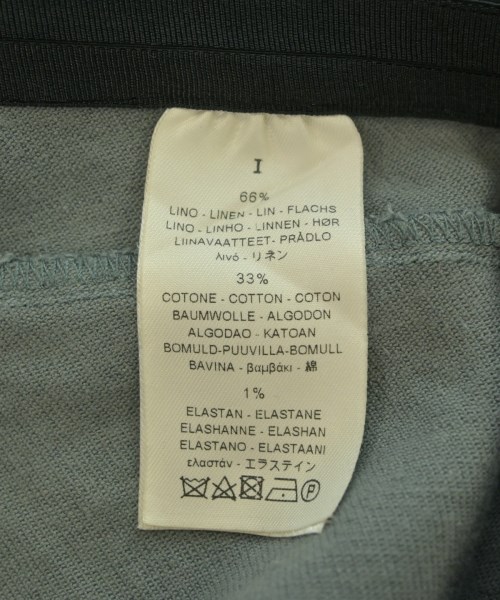 I
66%
LINO - LINEN - LIN - FLACHS
LINO - LINHO - LINNEN - HØR
LIINAVAATTEET- PRÅDLO
λινό - リネン
33%
COTONE - COTTON - COTON
BAUMWOLLE - ALGODON
ALGODAO - KATOAN
BOMULD-PUUVILLA-BOMULL
BAVINA - βαμβάκι - 綿
1%
ELASTAN - ELASTANE
ELASHANNE - ELASHAN
ELASTANO - ELASTAANI
ελαστάν - エラステイン
P